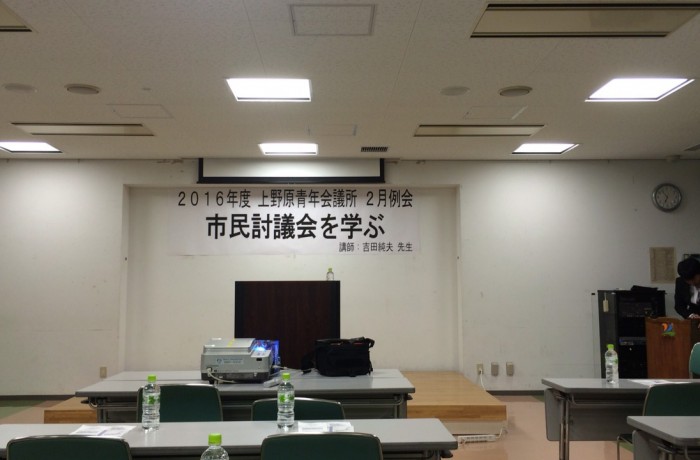 2016年度 上野原青年会議所 2月例会
市民討議会を学ぶ
講師:吉田純夫 先生